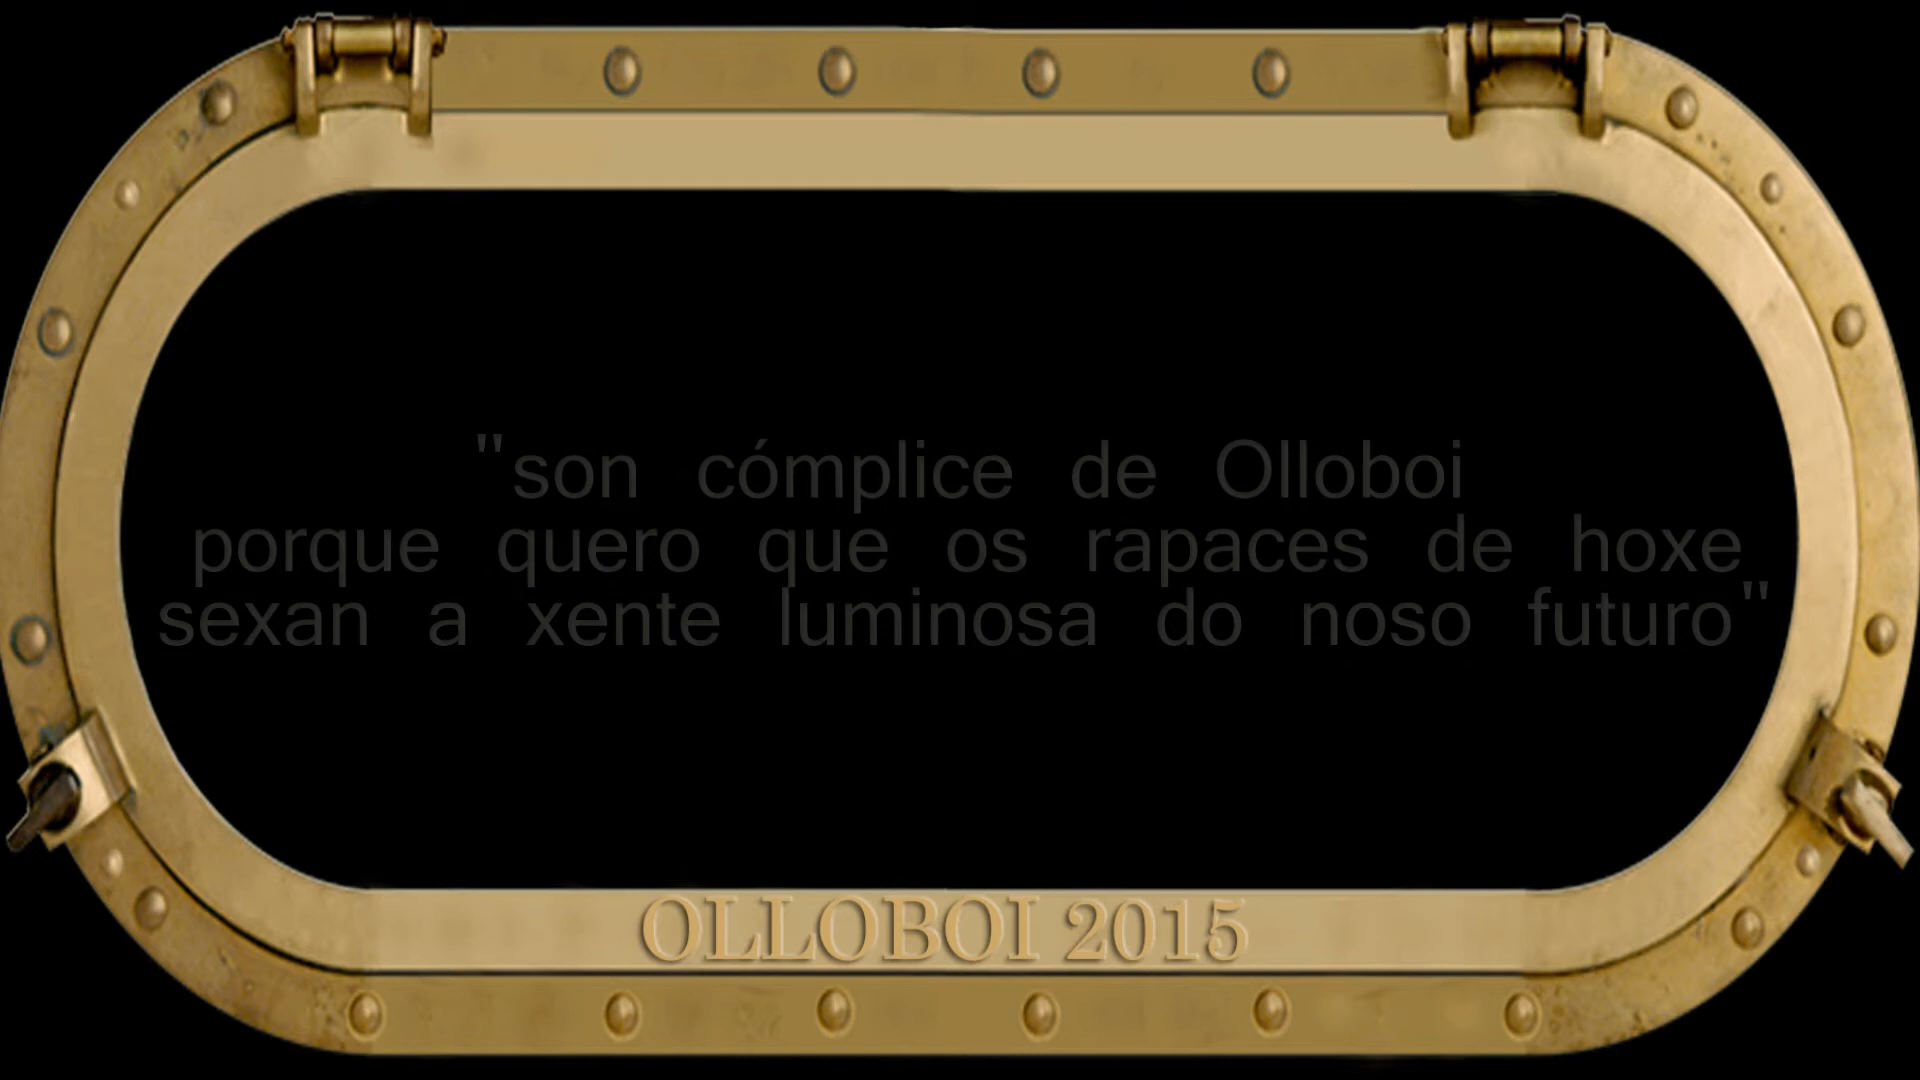 "son cómplice de Olloboi
porque quero que os rapaces de hoxe
sexan a xente luminosa do noso futuro"
OLLOBOI 2015